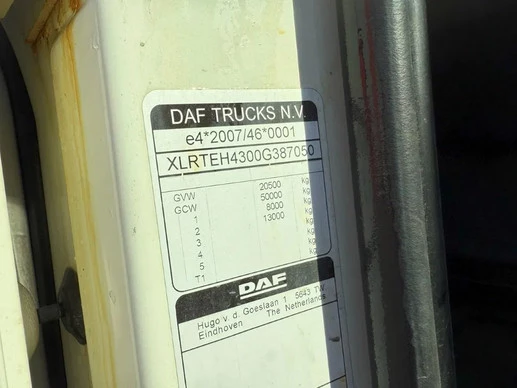 DAF TRUCKS N.V.
e4*2007/46*0001
XLRTEH4300G387050
GVW 20500 kg
GCW 50000 kg
1 8000 kg
2 13000 kg
3 kg
4 kg
5 kg
T1
DAF
Hugo v. d. Goeslaan 1 5643 TW
Eindhoven The Netherlands